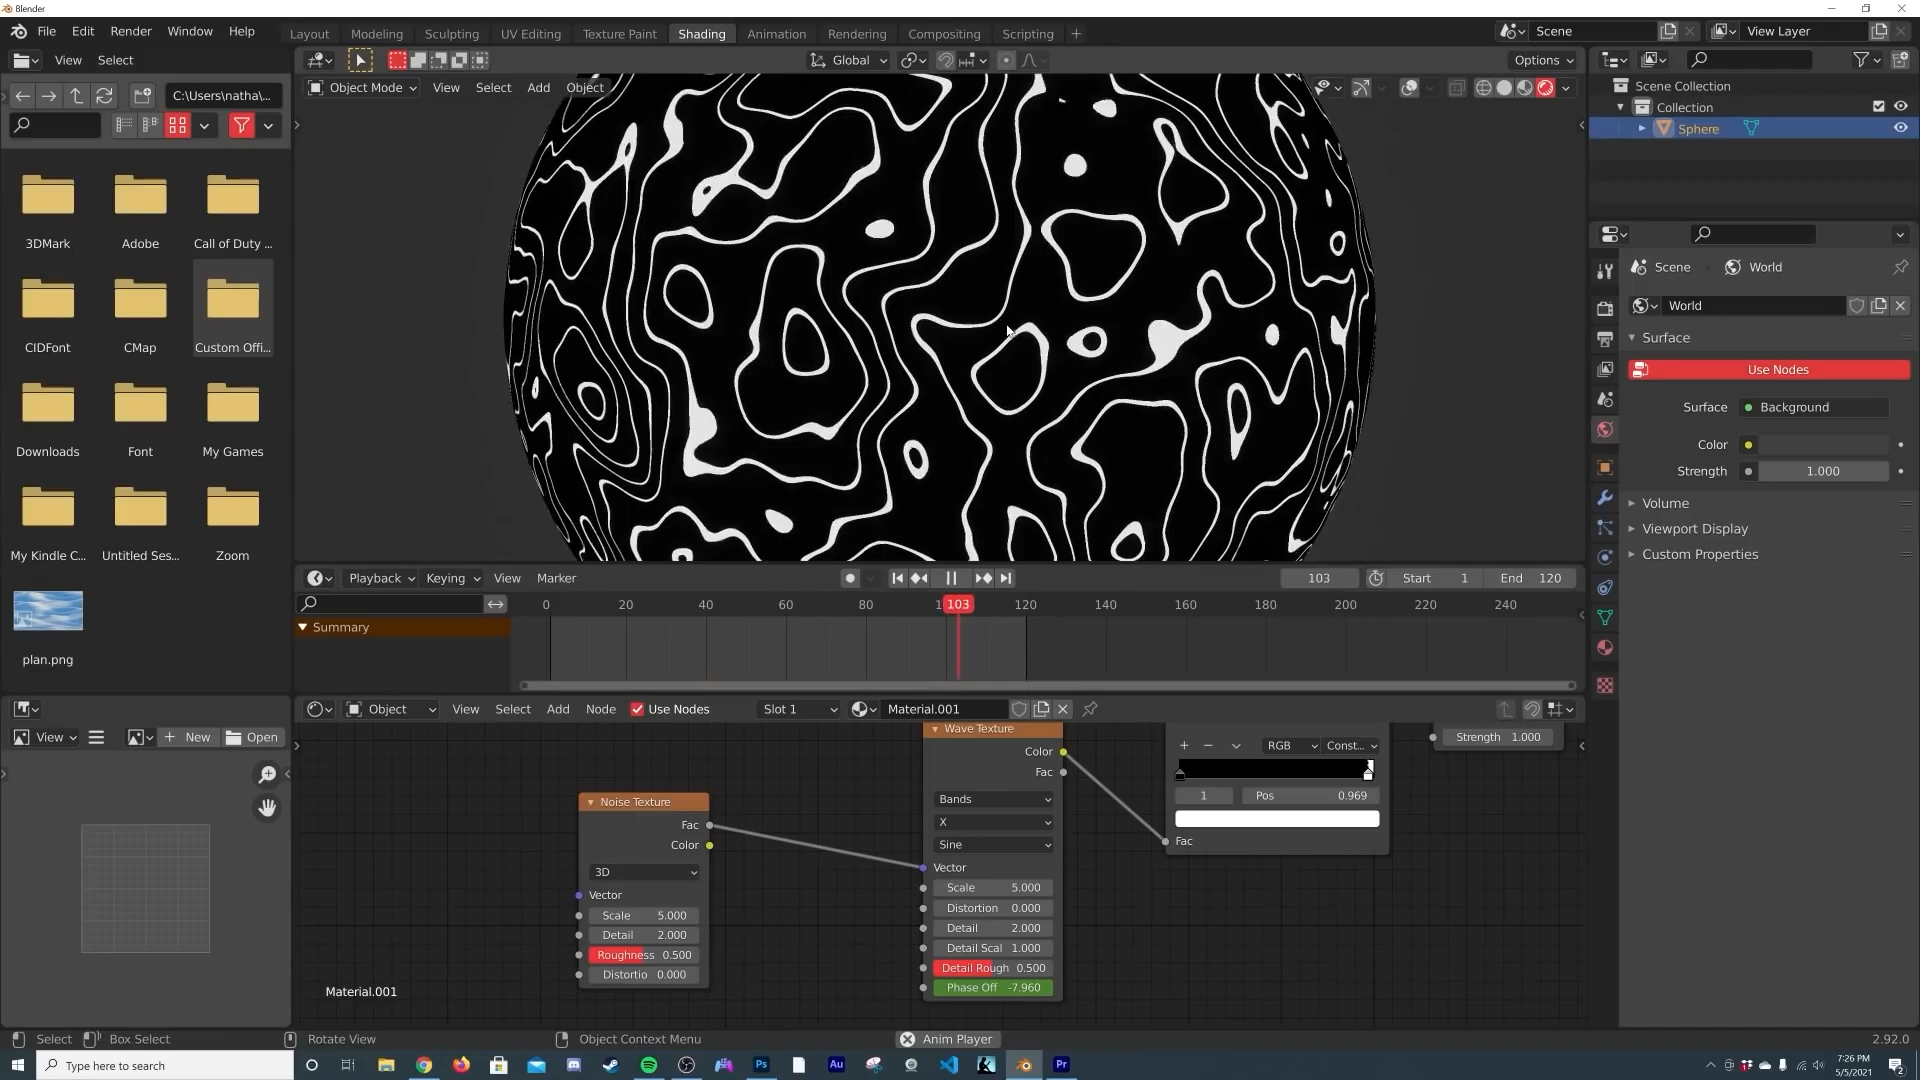 Blender
File Edit Render Window Help
Layout Modeling Sculpting UV Editing Texture Paint Shading Animation Rendering Compositing Scripting +
Scene
View Layer
View Select
Global
Options
C:\Users\natha\...
Object Mode View Select Add Object
Scene Collection
Collection
Sphere
3DMark Adobe Call of Duty ...
CIDFont CMap Custom Offi...
Downloads Font My Games
My Kindle C... Untitled Ses... Zoom
plan.png
Scene World
World
Surface
Use Nodes
Surface Background
Color
Strength 1.000
Volume
Viewport Display
Custom Properties
Playback Keying View Marker
103 Start 1 End 120
0 20 40 60 80 1 103 120 140 160 180 200 220 240
Summary
Object View Select Add Node Use Nodes Slot 1 Material.001
View + New Open
Noise Texture
Fac
Color
3D
Vector
Scale 5.000
Detail 2.000
Roughness 0.500
Distortio 0.000
Wave Texture
Color
Fac
Bands
X
Sine
Vector
Scale 5.000
Distortion 0.000
Detail 2.000
Detail Scal 1.000
Detail Rough 0.500
Phase Off -7.960
+ − RGB Const...
1 Pos 0.969
Fac
Strength 1.000
Material.001
Select Box Select Rotate View Object Context Menu Anim Player 2.92.0
Type here to search
Ps Au Pr
7:26 PM
5/5/2021
2